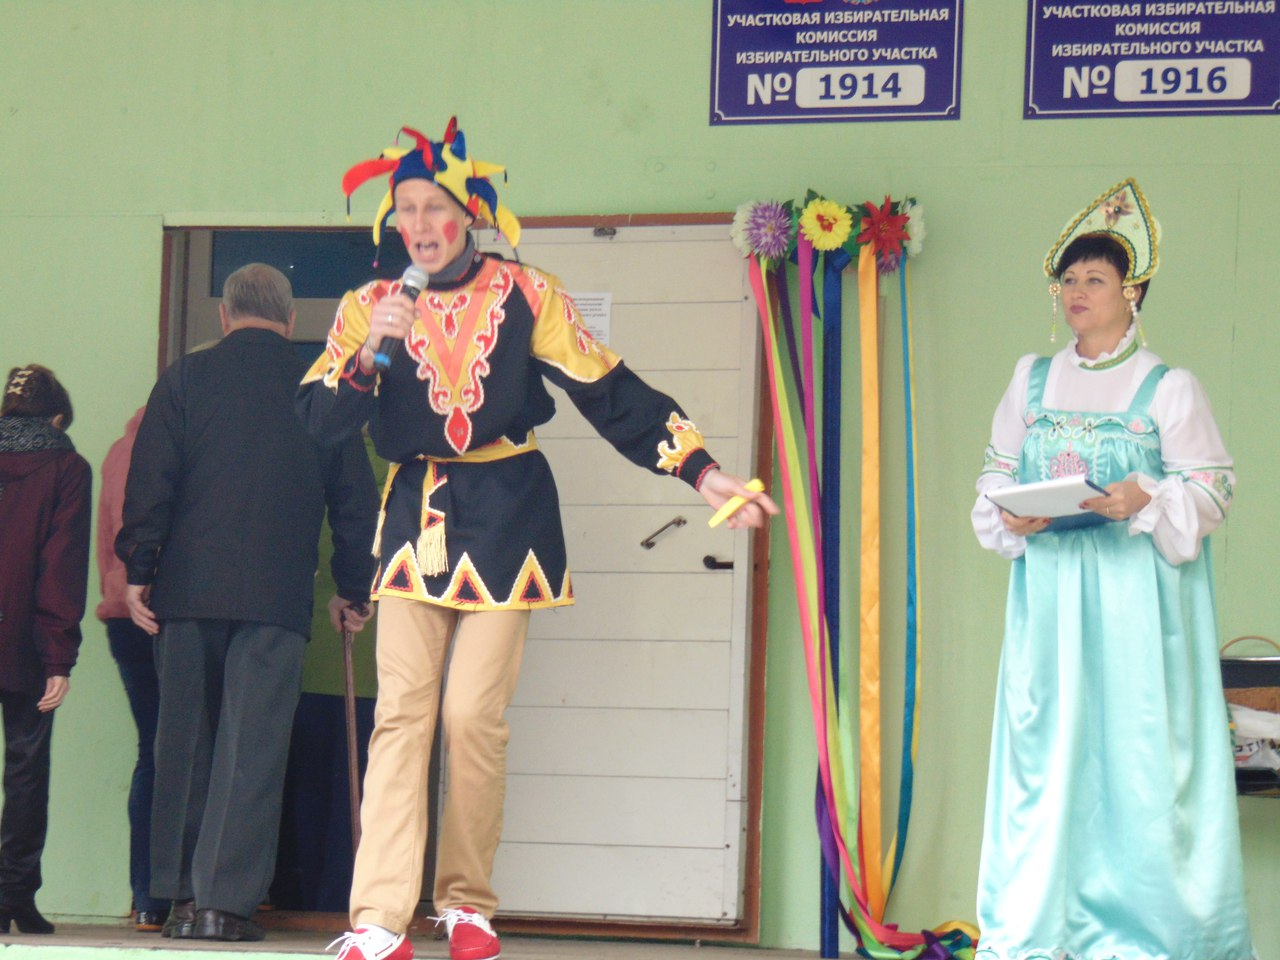 УЧАСТКОВАЯ ИЗБИРАТЕЛЬНАЯ
КОМИССИЯ
ИЗБИРАТЕЛЬНОГО УЧАСТКА
№ 1914
УЧАСТКОВАЯ ИЗБИРАТЕЛЬНАЯ
КОМИССИЯ
ИЗБИРАТЕЛЬНОГО УЧАСТКА
№ 1916